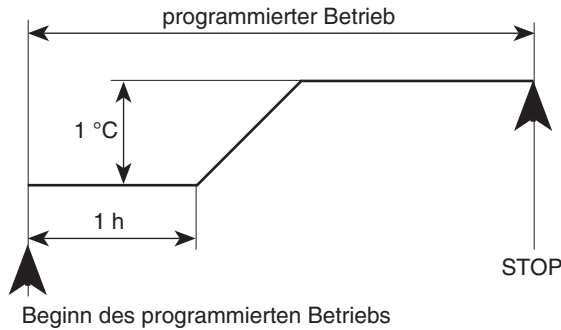 programmierter Betrieb
1 °C
1 h
STOP
Beginn des programmierten Betriebs